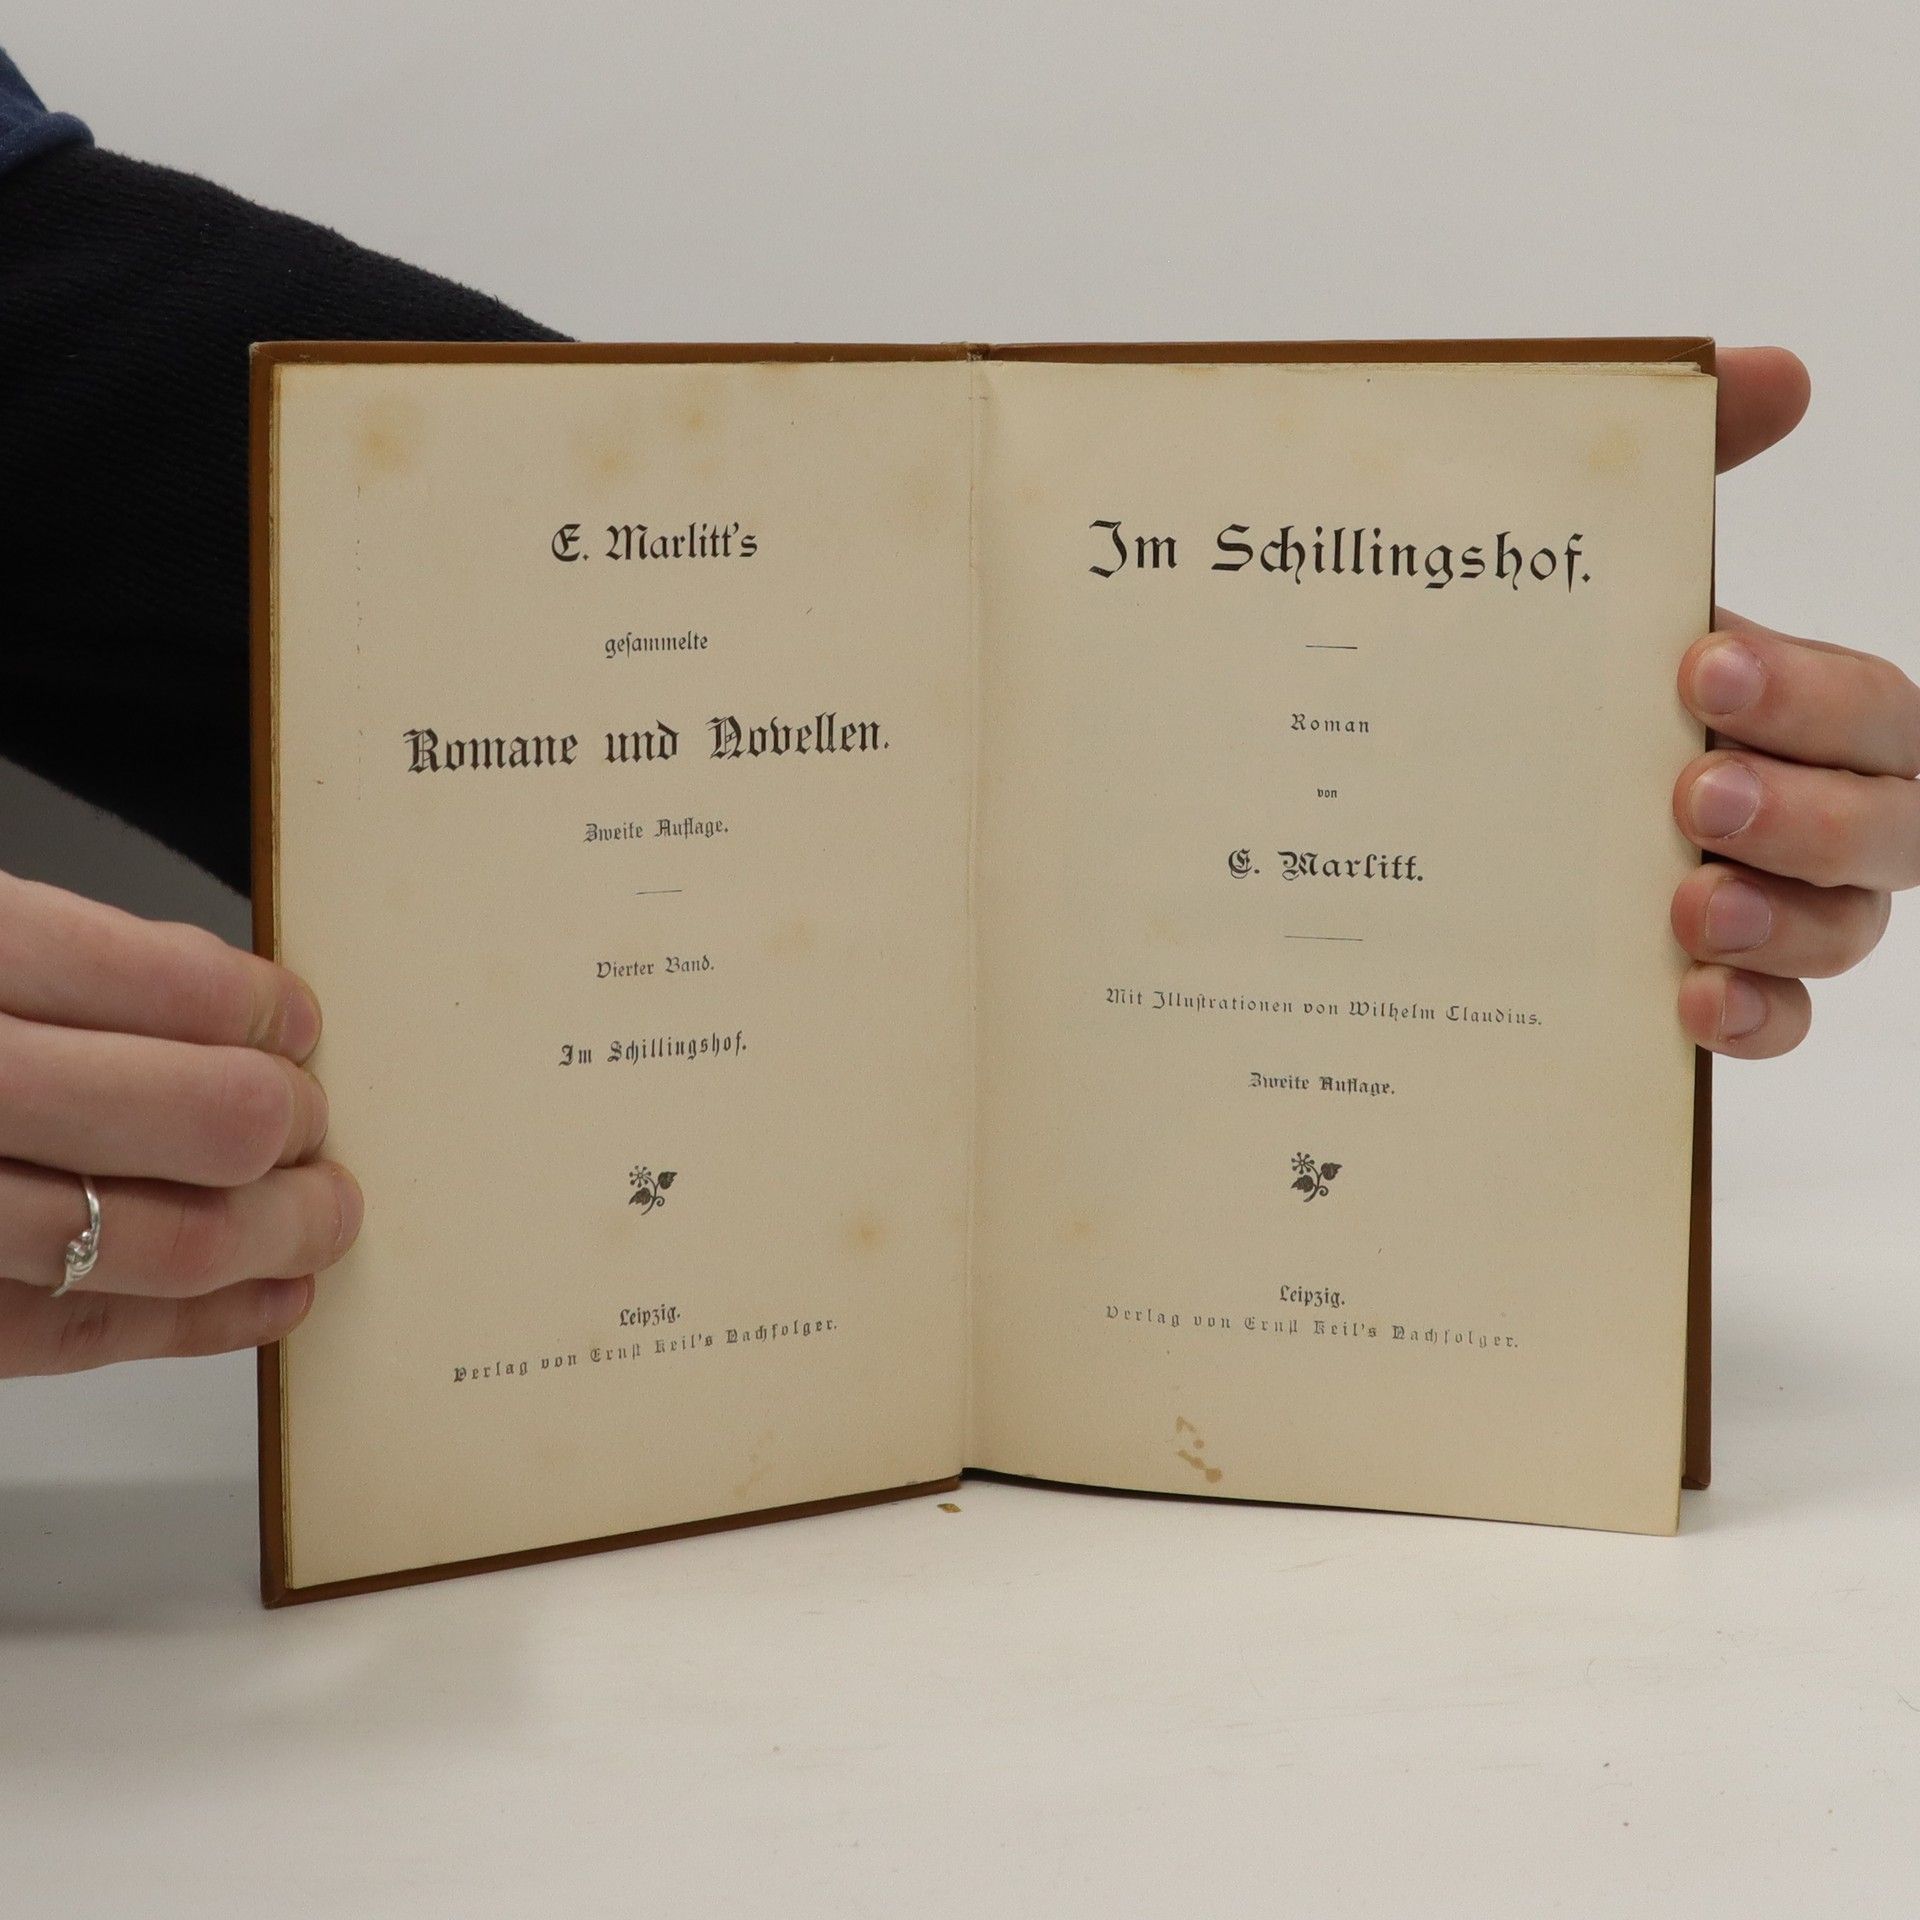 E. Marlitt's
geſammelte
Romane und Novellen.
Zweite Auflage.
Vierter Band.
Im Schillingshof.
Leipzig.
Verlag von Ernſt Keil's Nachfolger.
Im Schillingshof.
Roman
von
E. Marlitt.
Mit Illuſtrationen von Wilhelm Claudius.
Zweite Auflage.
Leipzig.
Verlag von Ernſt Keil's Nachfolger.